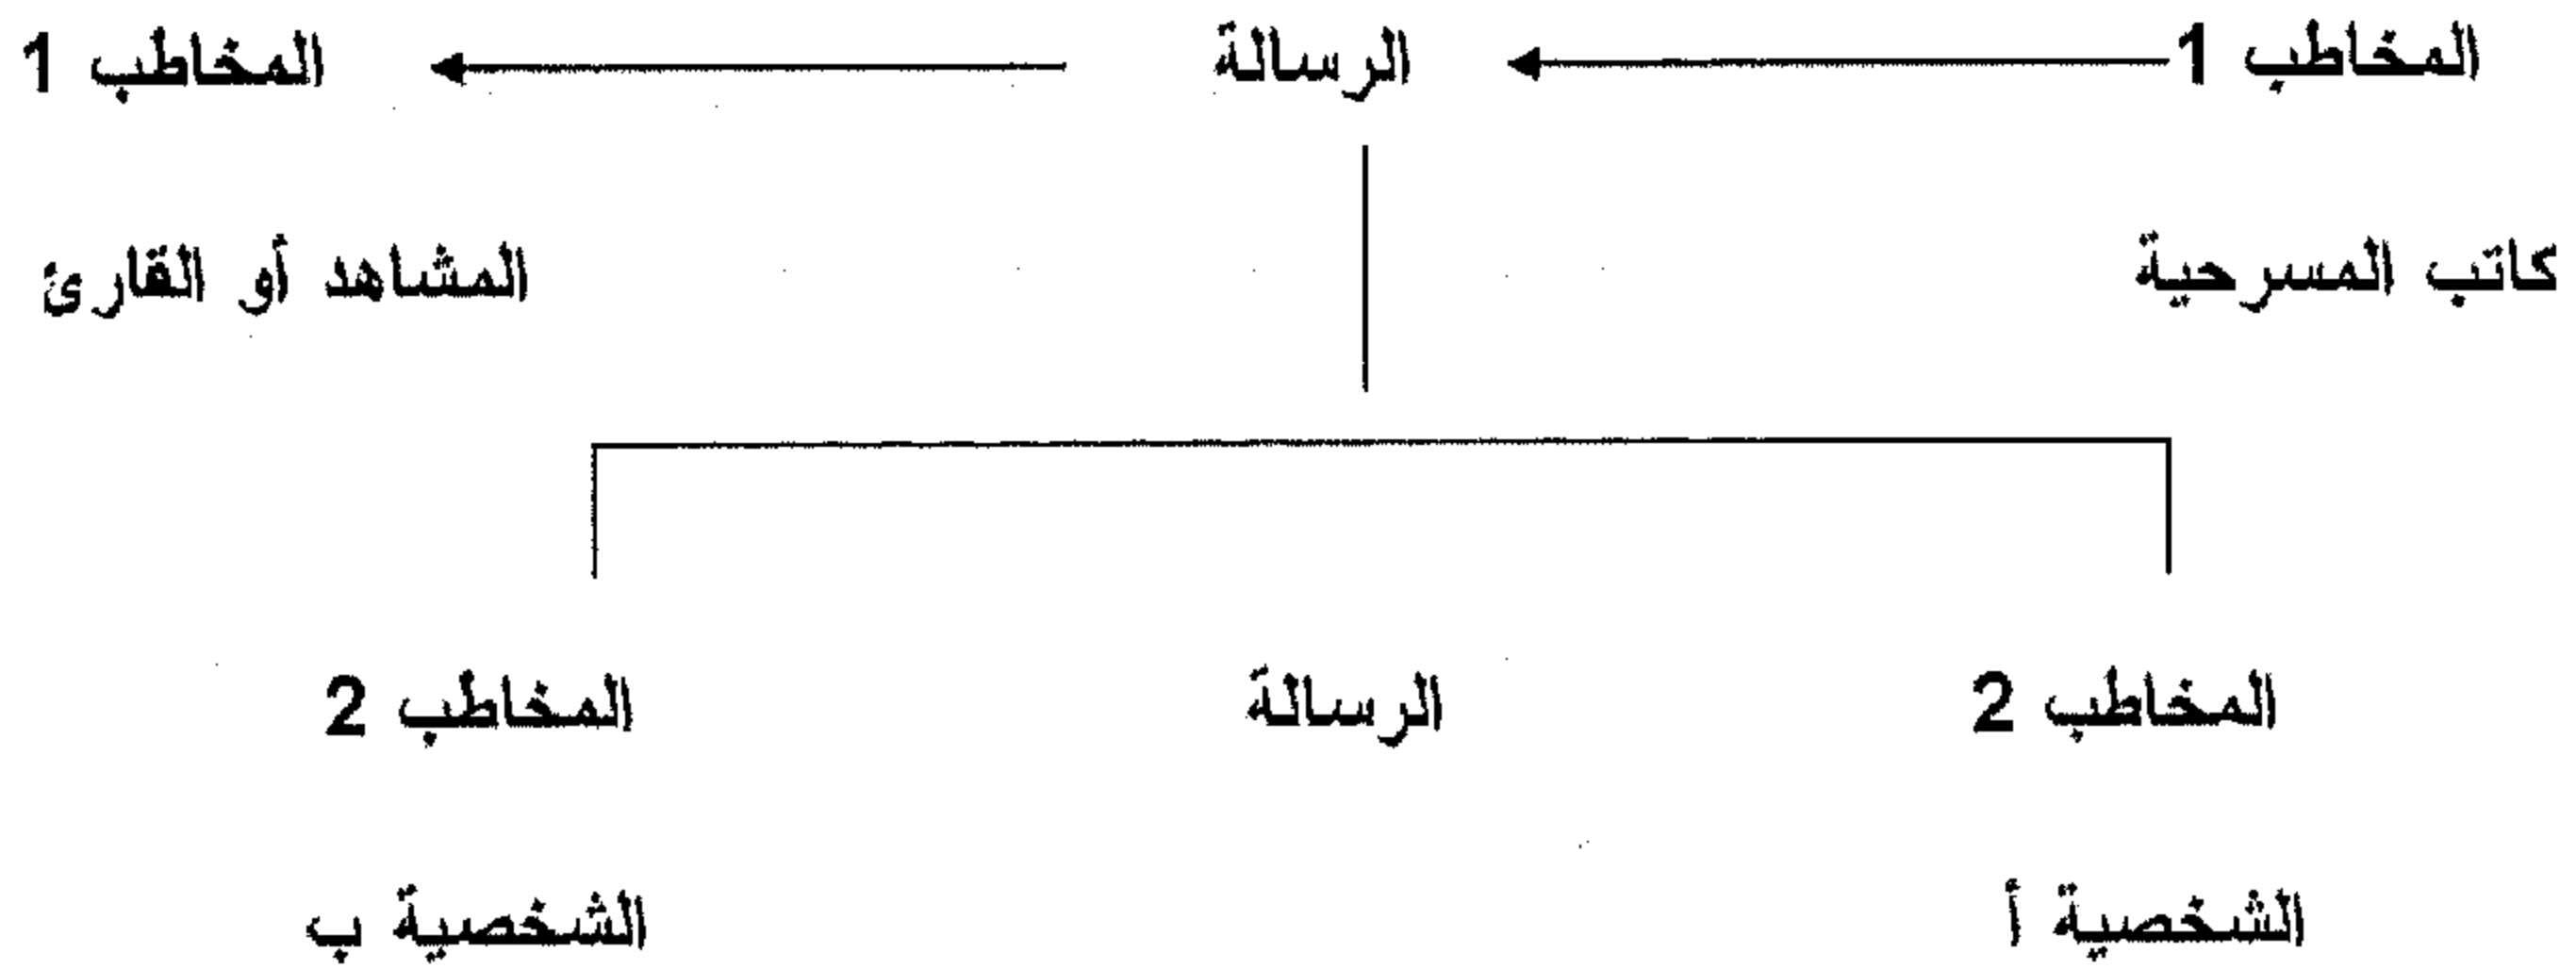 المخاطب 1 الرسالة المخاطب 1
كاتب المسرحية المشاهد أو القارئ
المخاطب 2 الرسالة المخاطب 2
الشخصية أ الشخصية ب